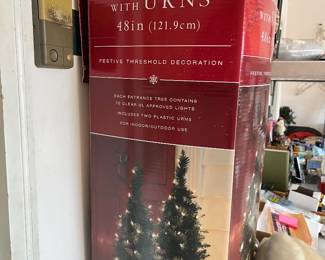 WITH URNS
48in (121.9cm)
FESTIVE THRESHOLD DECORATION
EACH ENTRANCE TREE CONTAINS
70 CLEAR UL APPROVED LIGHTS
INCLUDES TWO PLASTIC URNS
FOR INDOOR/OUTDOOR USE
48in